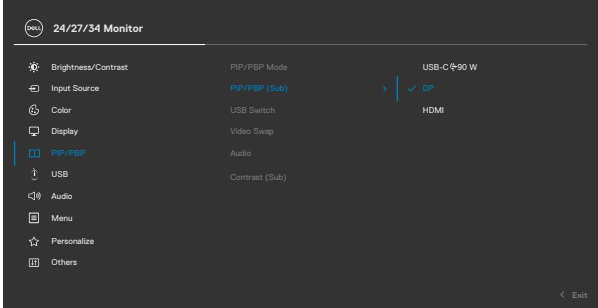 DELL 24/27/34 Monitor
Brightness/Contrast PIP/PBP Mode USB-C 90 W
Input Source PIP/PBP (Sub) DP
Color USB Switch HDMI
Display Video Swap
PIP/PBP Audio
USB Contrast (Sub)
Audio
Menu
Personalize
Others
Exit